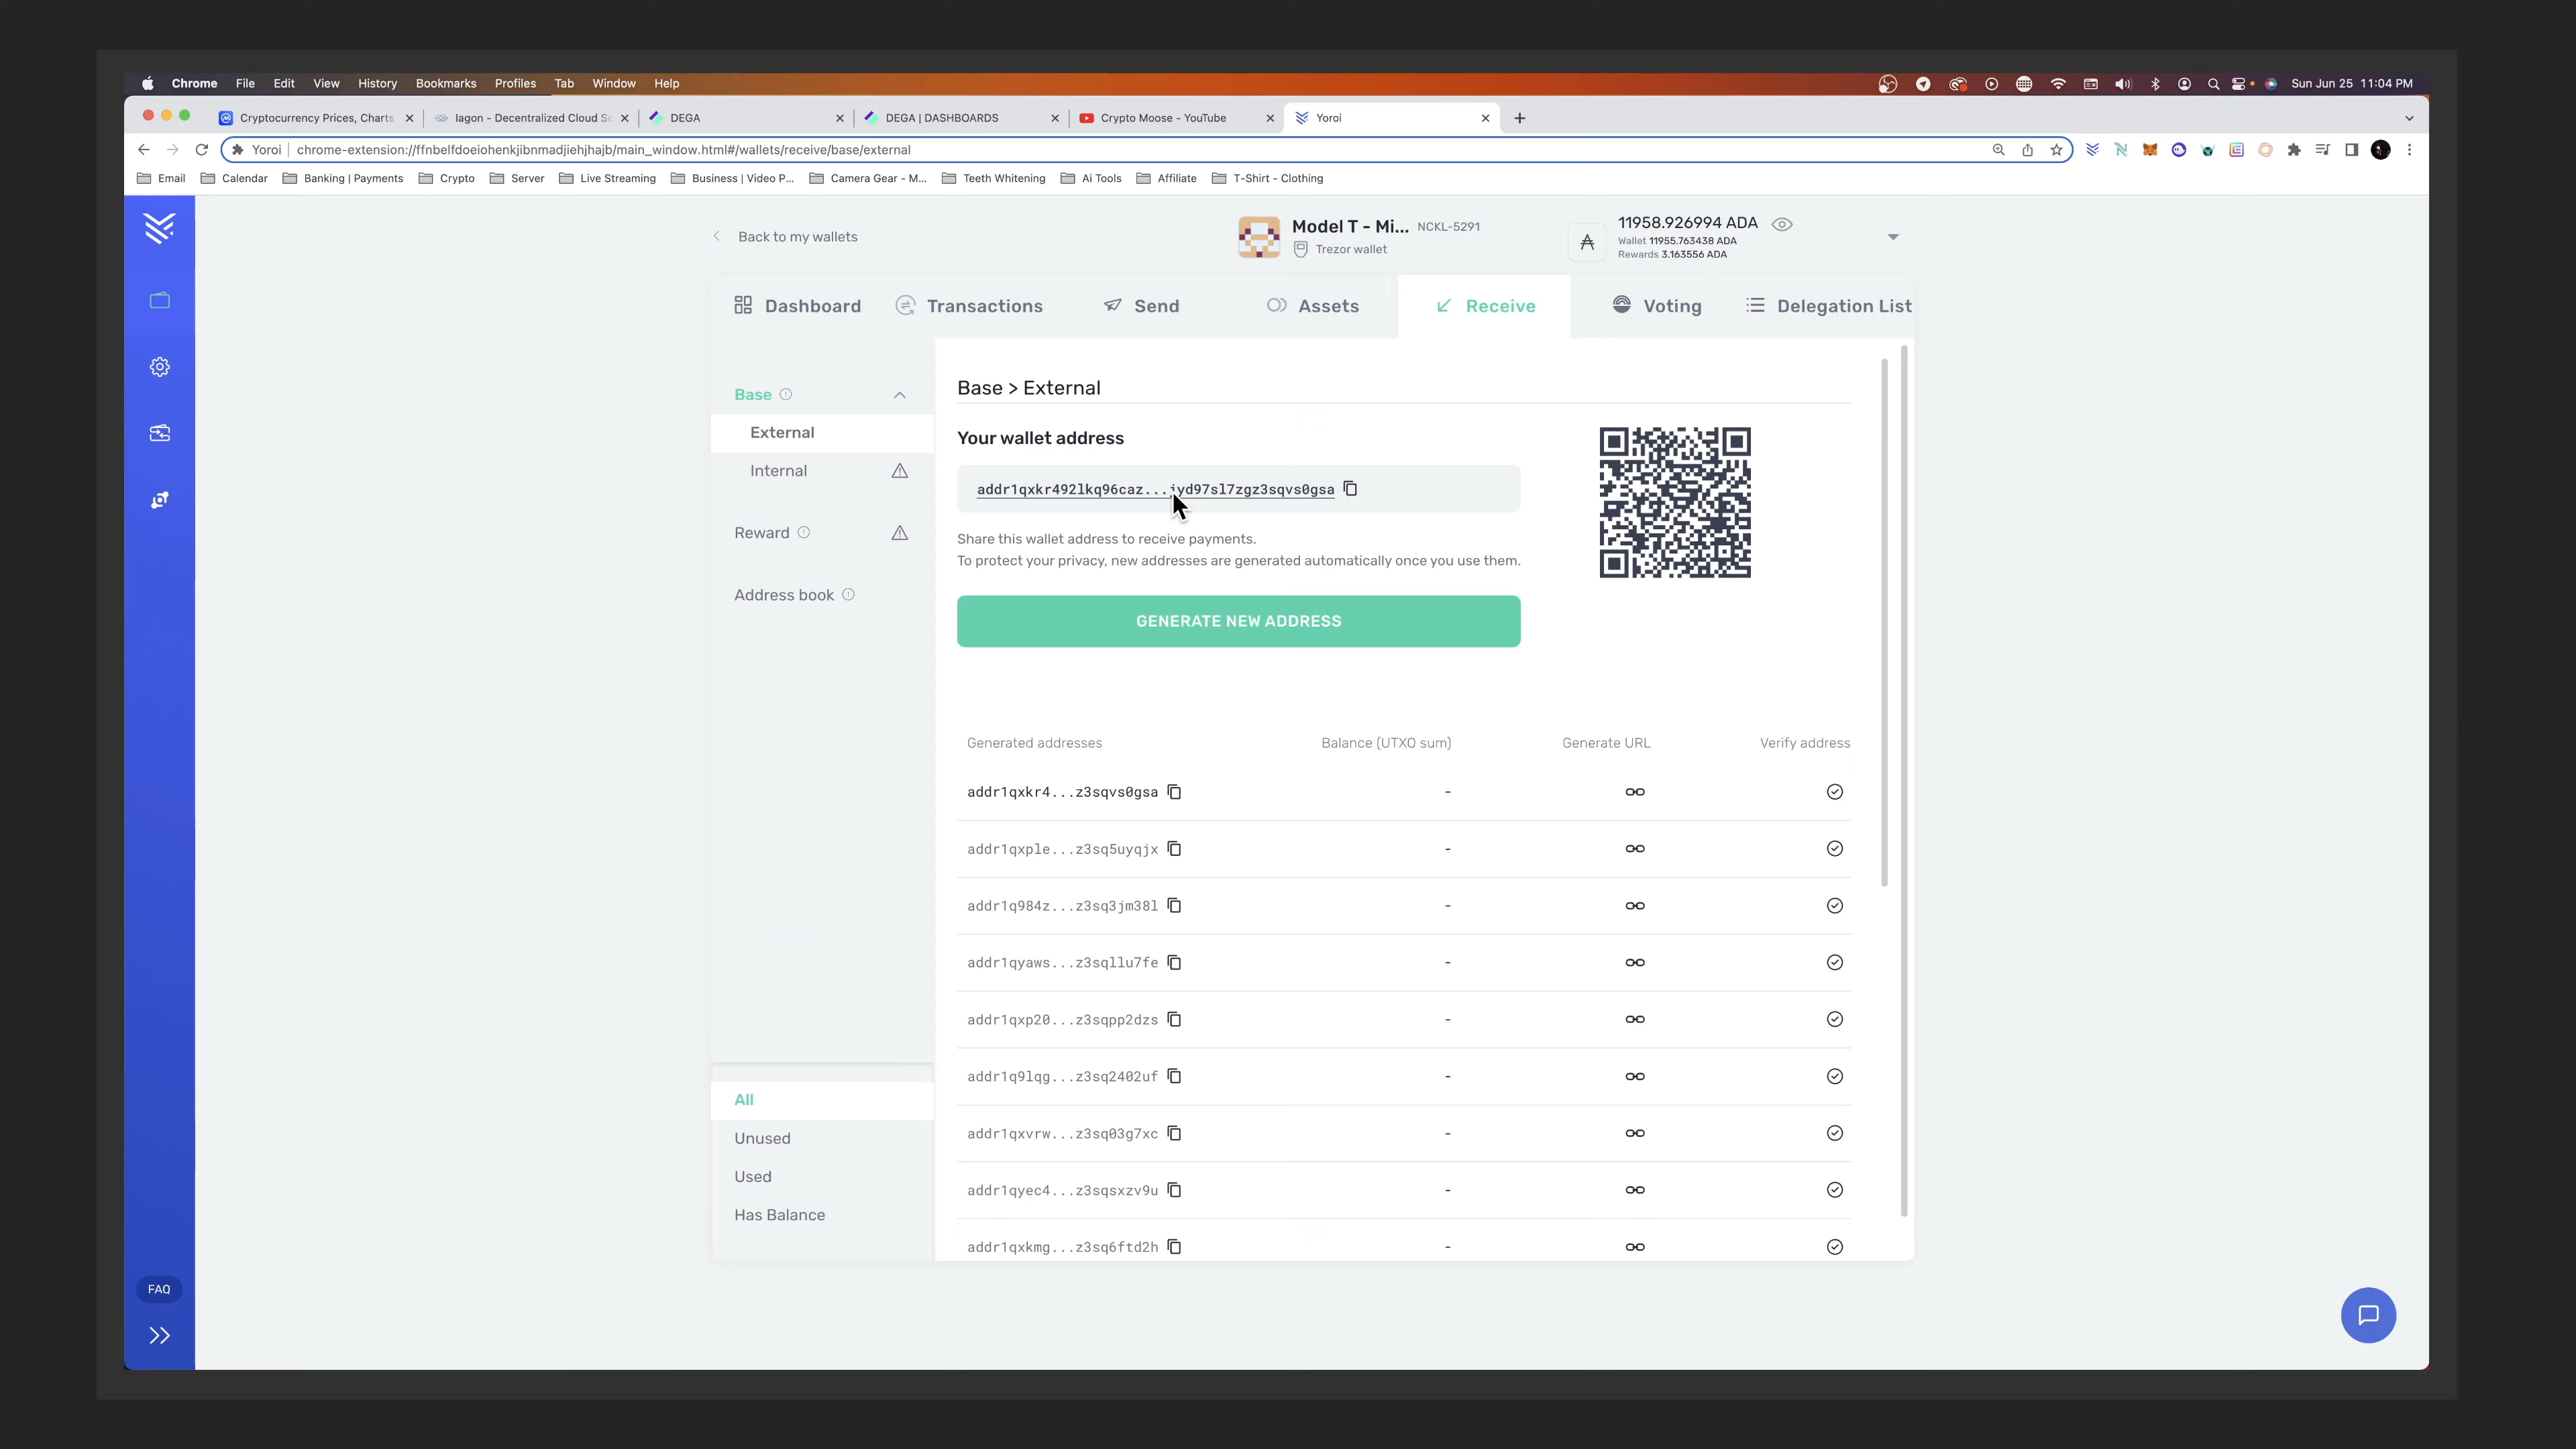 Chrome File Edit View History Bookmarks Profiles Tab Window Help Sun Jun 25 11:04 PM
Cryptocurrency Prices, Charts Iagon - Decentralized Cloud Se DEGA DEGA | DASHBOARDS Crypto Moose - YouTube Yoroi
Yoroi chrome-extension://ffnbelfdoeiohenkjibnmadjiehjhajb/main_window.html#/wallets/receive/base/external
Email Calendar Banking | Payments Crypto Server Live Streaming Business | Video P... Camera Gear - M... Teeth Whitening Ai Tools Affiliate T-Shirt - Clothing
Back to my wallets
Model T - Mi... NCKL-5291
Trezor wallet
11958.926994 ADA
Wallet 11955.763438 ADA
Rewards 3.163556 ADA
Dashboard Transactions Send Assets Receive Voting Delegation List
Base
External
Internal
Reward
Address book
Base > External
Your wallet address
addr1qxkr492lkq96caz...jyd97sl7zgz3sqvs0gsa
Share this wallet address to receive payments.
To protect your privacy, new addresses are generated automatically once you use them.
GENERATE NEW ADDRESS
Generated addresses Balance (UTXO sum) Generate URL Verify address
addr1qxkr4...z3sqvs0gsa -
addr1qxple...z3sq5uyqjx -
addr1q984z...z3sq3jm38l -
addr1qyaws...z3sqllu7fe -
addr1qxp20...z3sqpp2dzs -
addr1q9lqg...z3sq2402uf -
addr1qxvrw...z3sq03g7xc -
addr1qyec4...z3sqsxzv9u -
addr1qxkmg...z3sq6ftd2h -
All
Unused
Used
Has Balance
FAQ